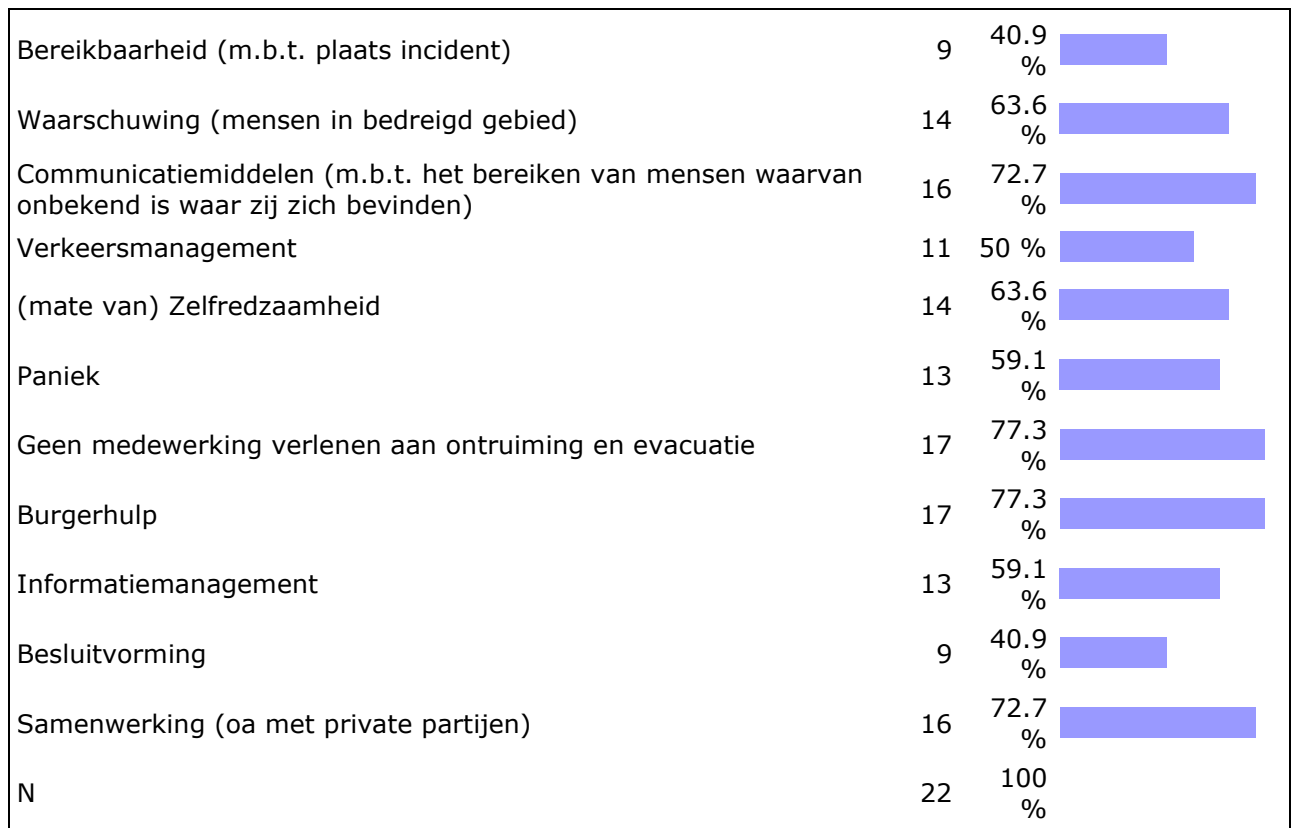 Bereikbaarheid (m.b.t. plaats incident) 9 40.9 %
Waarschuwing (mensen in bedreigd gebied) 14 63.6 %
Communicatiemiddelen (m.b.t. het bereiken van mensen waarvan
onbekend is waar zij zich bevinden) 16 72.7 %
Verkeersmanagement 11 50 %
(mate van) Zelfredzaamheid 14 63.6 %
Paniek 13 59.1 %
Geen medewerking verlenen aan ontruiming en evacuatie 17 77.3 %
Burgerhulp 17 77.3 %
Informatiemanagement 13 59.1 %
Besluitvorming 9 40.9 %
Samenwerking (oa met private partijen) 16 72.7 %
N 22 100 %